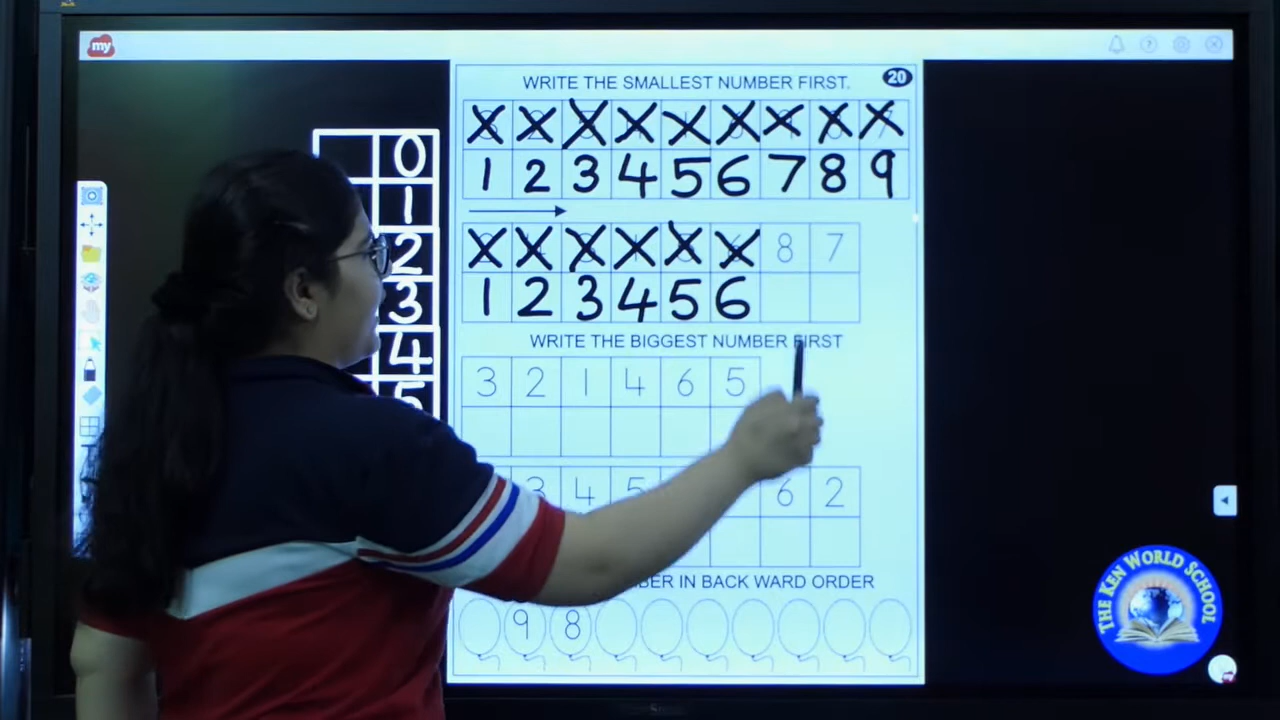 my
WRITE THE SMALLEST NUMBER FIRST.
20
1 2 3 4 5 6 7 8 9
8 7
1 2 3 4 5 6
WRITE THE BIGGEST NUMBER FIRST
3 2 1 4 6 5
3 4 5 6 2
BER IN BACK WARD ORDER
9 8
0
1
2
3
4
5
THE KEN WORLD SCHOOL